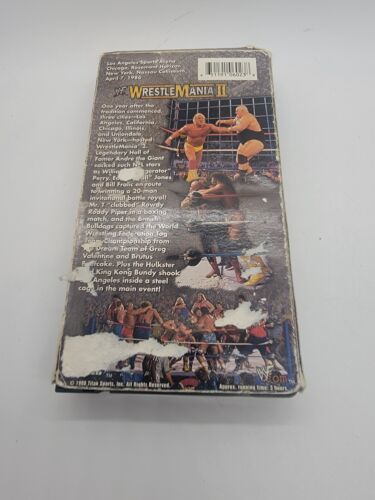 Los Angeles Sports Arena
Chicago, Rosemont Horizon
New York, Nassau Coliseum
April 7, 1986
WRESTLEMANIA II
One year after the
tradition commenced,
three cities—Los
Angeles, California,
Chicago, Illinois,
and Uniondale,
New York—hosted
WrestleMania 2.
Legendary Hall of
Famer Andre the Giant
sacked such NFL stars
as William
Perry, Ed Jones
and Bill Fralic en route
to winning a 20-man
invitational battle royal!
Mr. T "clobbed" Rowdy
Roddy Piper in a boxing
match, and the British
Bulldogs captured the World
Wrestling Federation Tag
Team Championship from
Dream Team of Greg
Valentine and Brutus
Beefcake. Plus the Hulkster
and King Kong Bundy shook
Angeles inside a steel
cage in the main event!
© 1998 Titan Sports, Inc. All Rights Reserved.
Approx. running time: 3 hours